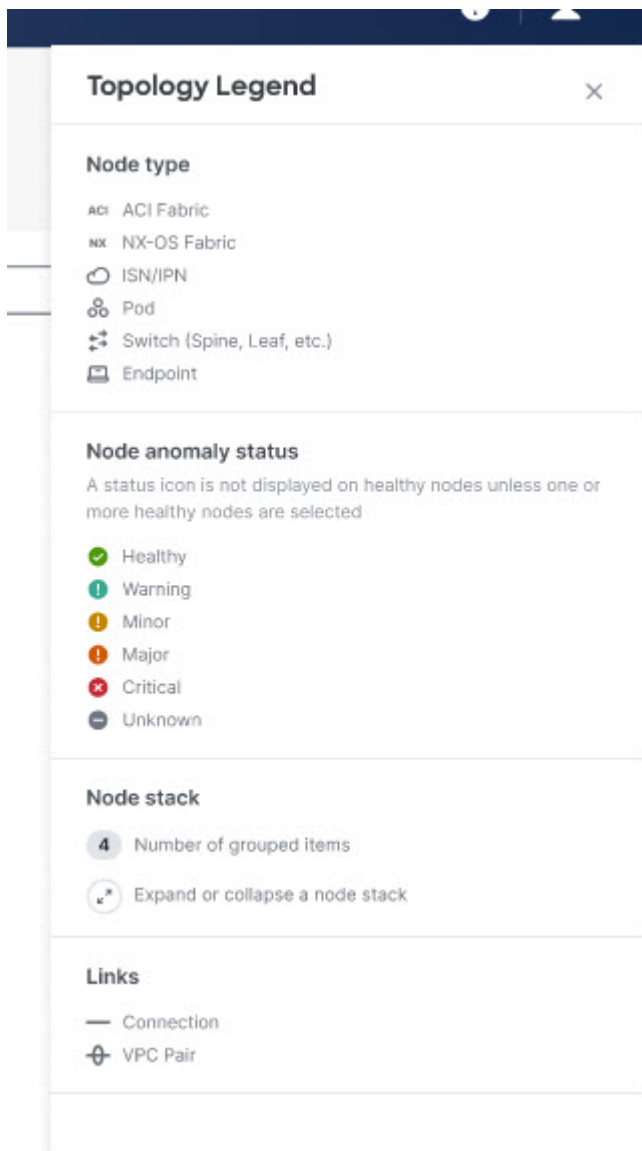 Topology Legend
Node type
ACI ACI Fabric
NX NX-OS Fabric
ISN/IPN
Pod
Switch (Spine, Leaf, etc.)
Endpoint
Node anomaly status
A status icon is not displayed on healthy nodes unless one or
more healthy nodes are selected
Healthy
Warning
Minor
Major
Critical
Unknown
Node stack
4 Number of grouped items
Expand or collapse a node stack
Links
Connection
VPC Pair